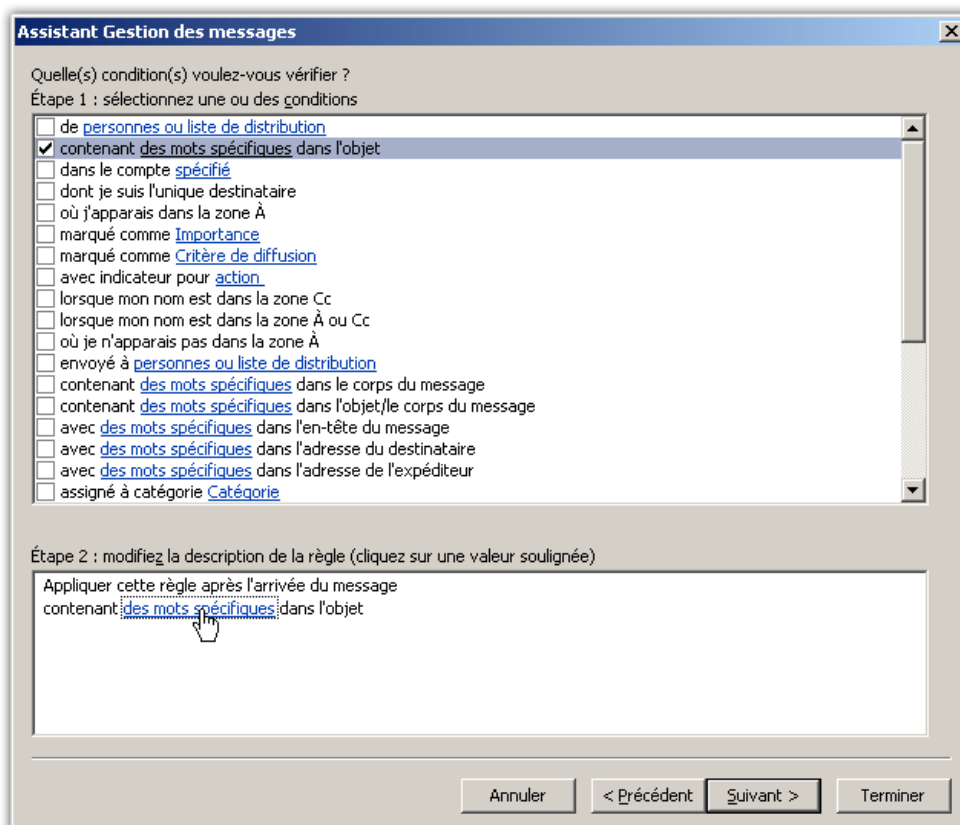 Assistant Gestion des messages
Quelle(s) condition(s) voulez-vous vérifier ?
Étape 1 : sélectionnez une ou des conditions
de personnes ou liste de distribution
contenant des mots spécifiques dans l'objet
dans le compte spécifié
dont je suis l'unique destinataire
où j'apparais dans la zone À
marqué comme Importance
marqué comme Critère de diffusion
avec indicateur pour action
lorsque mon nom est dans la zone Cc
lorsque mon nom est dans la zone À ou Cc
où je n'apparais pas dans la zone À
envoyé à personnes ou liste de distribution
contenant des mots spécifiques dans le corps du message
contenant des mots spécifiques dans l'objet/le corps du message
avec des mots spécifiques dans l'en-tête du message
avec des mots spécifiques dans l'adresse du destinataire
avec des mots spécifiques dans l'adresse de l'expéditeur
assigné à catégorie Catégorie
Étape 2 : modifiez la description de la règle (cliquez sur une valeur soulignée)
Appliquer cette règle après l'arrivée du message
contenant des mots spécifiques dans l'objet
Annuler < Précédent Suivant > Terminer